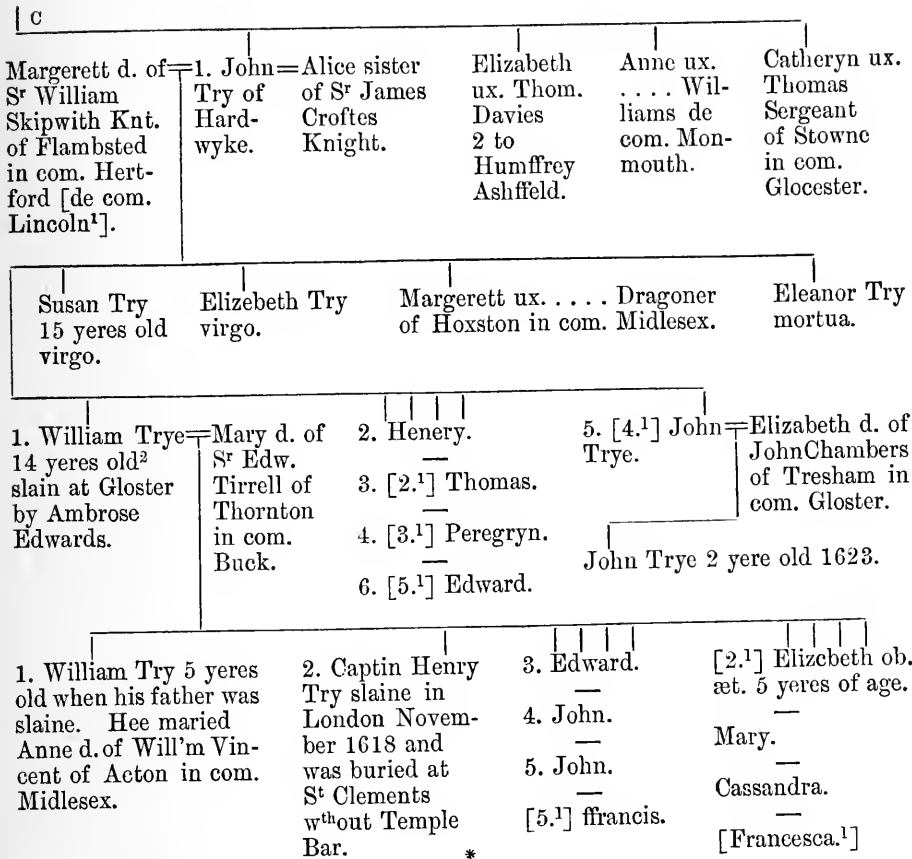 C
Margerett d. of
Sʳ William
Skipwith Knt.
of Flambsted
in com. Hert-
ford [de com.
Lincoln¹].
1. John
Try of
Hard-
wyke.
Alice sister
of Sʳ James
Croftes
Knight.
Elizabeth
ux. Thom.
Davies
2 to
Humffrey
Ashffeld.
Anne ux.
. . . . Wil-
liams de
com. Mon-
mouth.
Catheryn ux.
Thomas
Sergeant
of Stowne
in com.
Glocester.
Susan Try
15 yeres old
virgo.
Elizebeth Try
virgo.
Margerett ux. . . . . Dragoner
of Hoxston in com. Midlesex.
Eleanor Try
mortua.
1. William Trye
14 yeres old²
slain at Gloster
by Ambrose
Edwards.
Mary d. of
Sʳ Edw.
Tirrell of
Thornton
in com.
Buck.
2. Henery.
—
3. [2.¹] Thomas.
—
4. [3.¹] Peregryn.
—
6. [5.¹] Edward.
5. [4.¹] John
Trye.
Elizabeth d. of
John Chambers
of Tresham in
com. Gloster.
John Trye 2 yere old 1623.
1. William Try 5 yeres
old when his father was
slaine. Hee maried
Anne d. of Will'm Vin-
cent of Acton in com.
Midlesex.
2. Captin Henry
Try slaine in
London Novem-
ber 1618 and
was buried at
Sᵗ Clements
wᵗʰout Temple
Bar.
3. Edward.
—
4. John.
—
5. John.
—
[5.¹] ffrancis.
[2.¹] Elizebeth ob.
æt. 5 yeres of age.
—
Mary.
—
Cassandra.
—
[Francesca.¹]
*